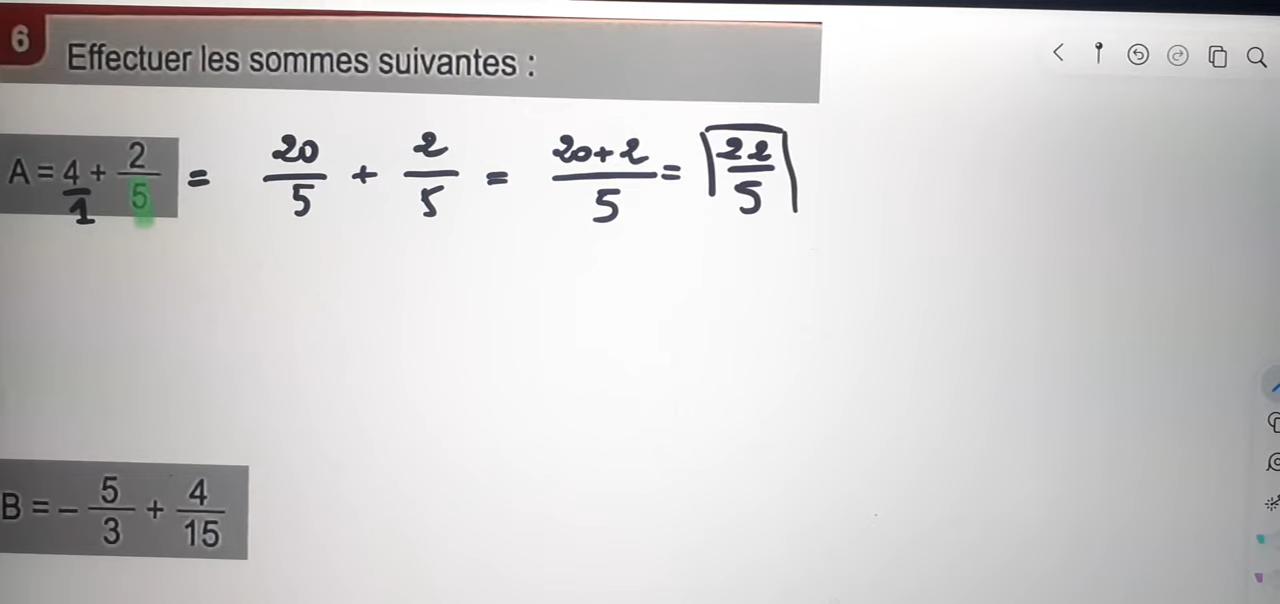 6 Effectuer les sommes suivantes :
A = 4/1 + 2/5 = 20/5 + 2/5 = 20+2/5 = 22/5
B = - 5/3 + 4/15